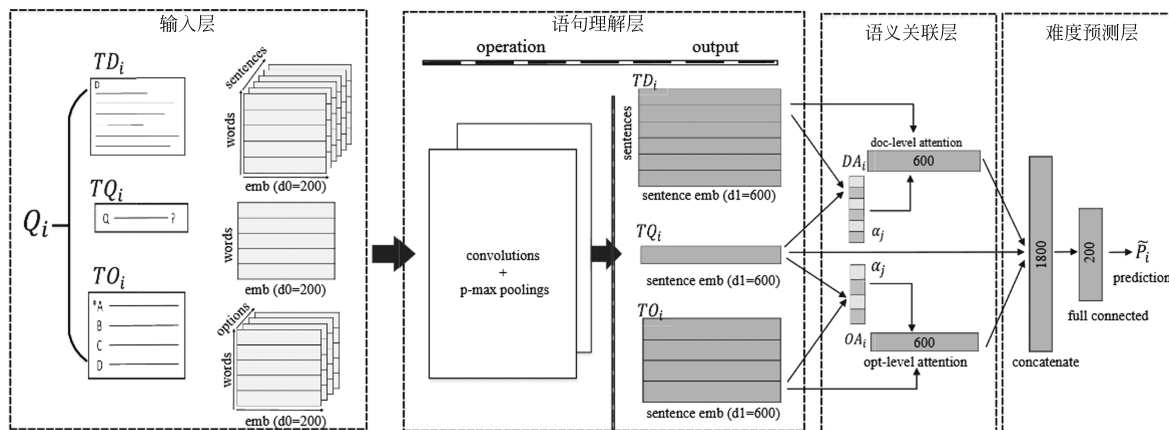 输入层
语句理解层
语义关联层
难度预测层
Q_i
TD_i
D
sentences
words
emb (d0=200)
TQ_i
Q ?
words
emb (d0=200)
TO_i
*A
B
C
D
options
words
emb (d0=200)
operation
output
convolutions
+
p-max poolings
TD_i
sentences
sentence emb (d1=600)
TQ_i
sentence emb (d1=600)
TO_i
sentence emb (d1=600)
doc-level attention
600
DA_i
α_j
α_j
OA_i
600
opt-level attention
1800
concatenate
200
full connected
P̃_i
prediction